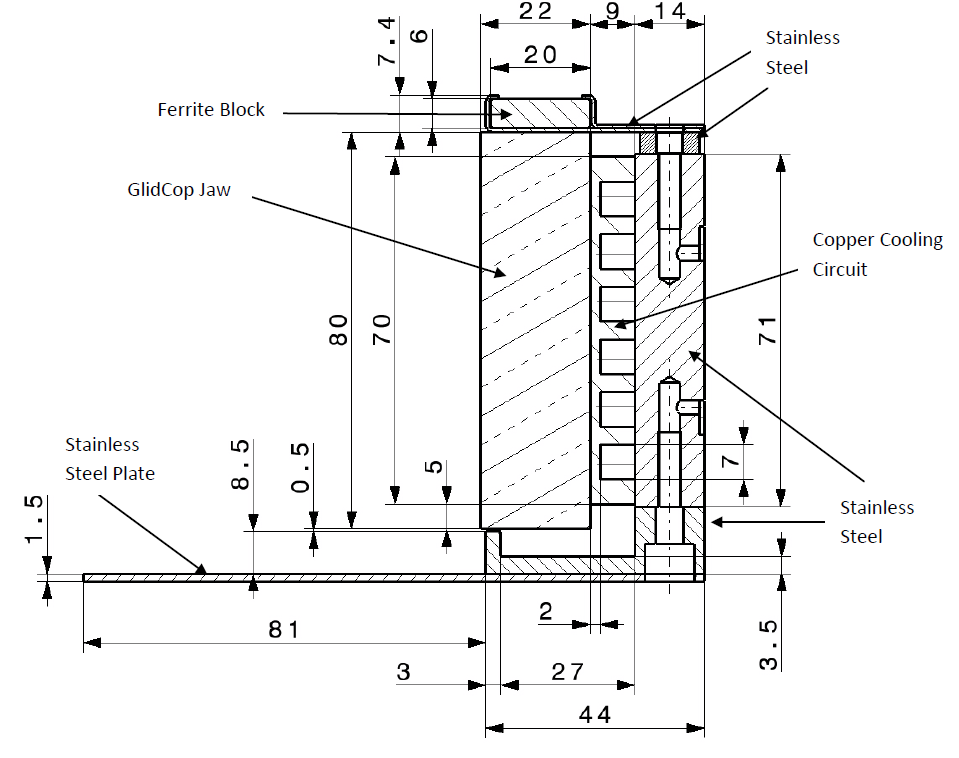 22 9 14
7.4
6
20
Stainless
Steel
Ferrite Block
GlidCop Jaw
Copper Cooling
Circuit
80
70
71
Stainless
Steel Plate
8.5
0.5
5
7
1.5
Stainless
Steel
2
81
3.5
3
27
44